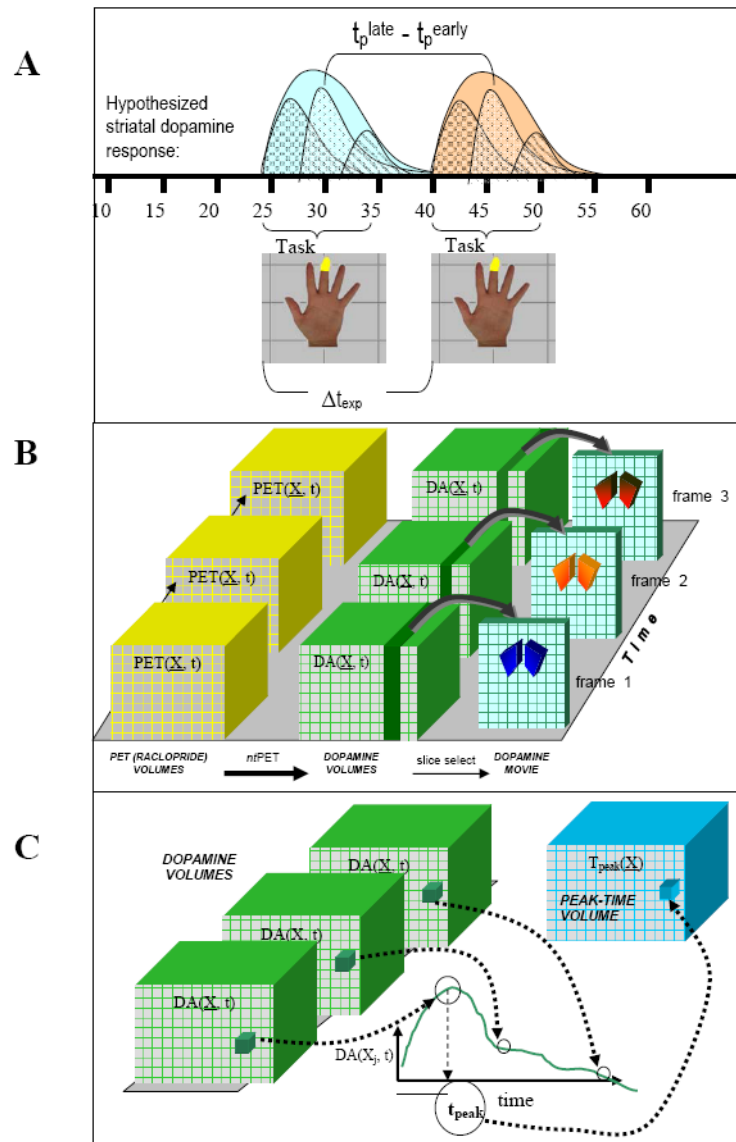 A
t_p^late - t_p^early
Hypothesized
striatal dopamine
response:
10 15 20 25 30 35 40 45 50 55 60
Task Task
Δt_exp
B
PET(X, t) DA(X, t) frame 3
PET(X, t) DA(X, t) frame 2
PET(X, t) DA(X, t) frame 1
Time
PET (RACLOPRIDE)
VOLUMES
ntPET
DOPAMINE
VOLUMES
slice select
DOPAMINE
MOVIE
C
DOPAMINE
VOLUMES
DA(X, t)
DA(X, t)
DA(X, t)
T_peak(X)
PEAK-TIME
VOLUME
DA(X_j, t)
t_peak
time